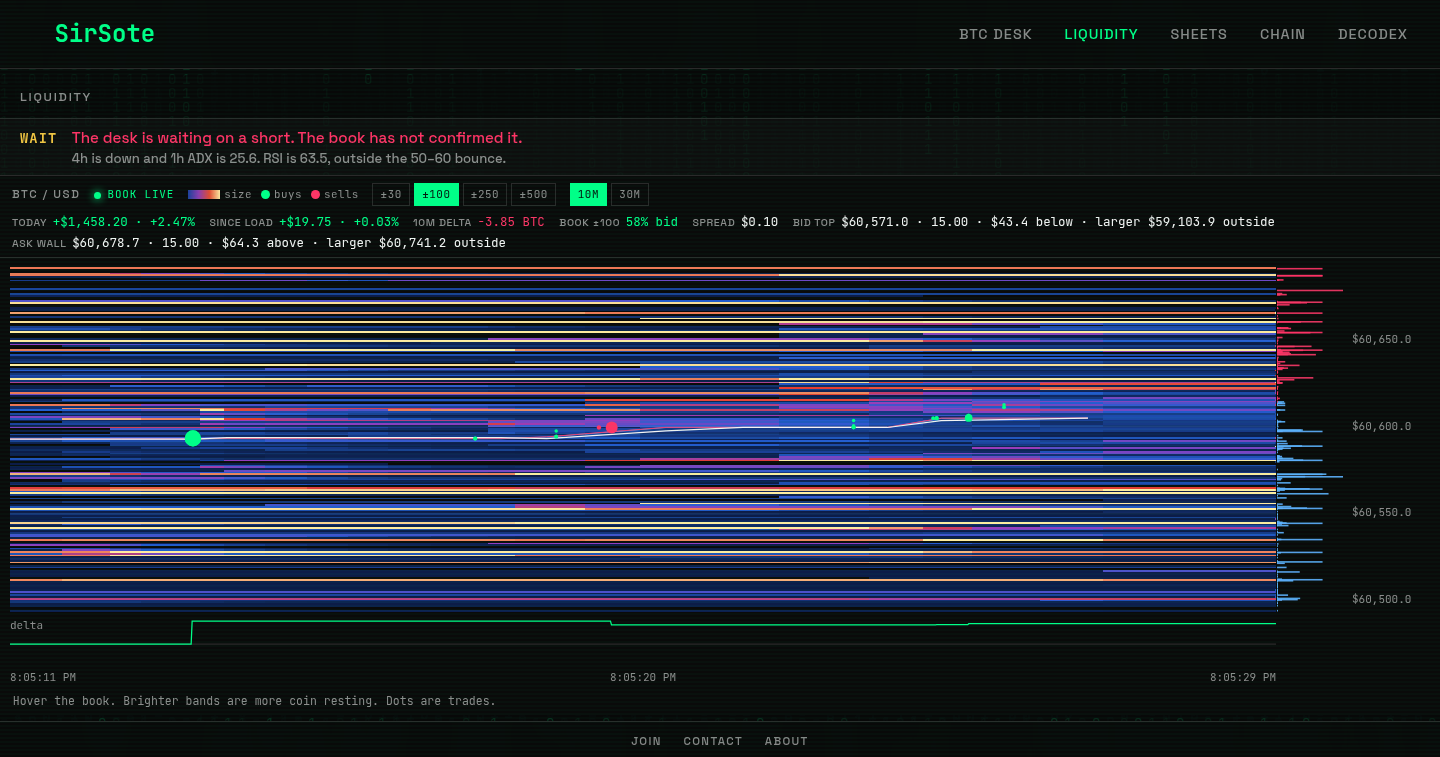 SirSote
BTC DESK LIQUIDITY SHEETS CHAIN DECODEX
LIQUIDITY
WAIT The desk is waiting on a short. The book has not confirmed it.
4h is down and 1h ADX is 25.6. RSI is 63.5, outside the 50–60 bounce.
BTC / USD BOOK LIVE size buys sells ±30 ±100 ±250 ±500 10M 30M
TODAY +$1,458.20 · +2.47% SINCE LOAD +$19.75 · +0.03% 10M DELTA -3.85 BTC BOOK ±100 58% bid SPREAD $0.10 BID TOP $60,571.0 · 15.00 · $43.4 below · larger $59,103.9 outside
ASK WALL $60,678.7 · 15.00 · $64.3 above · larger $60,741.2 outside
$60,650.0
$60,600.0
$60,550.0
$60,500.0
delta
8:05:11 PM 8:05:20 PM 8:05:29 PM
Hover the book. Brighter bands are more coin resting. Dots are trades.
JOIN CONTACT ABOUT